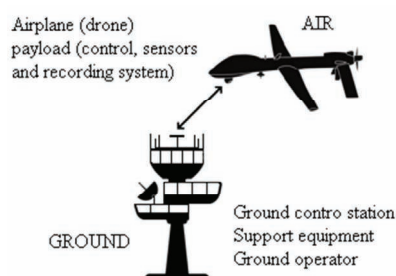 Airplane (drone)
payload (control, sensors
and recording system)
AIR
GROUND
Ground contro station
Support equipment
Ground operator